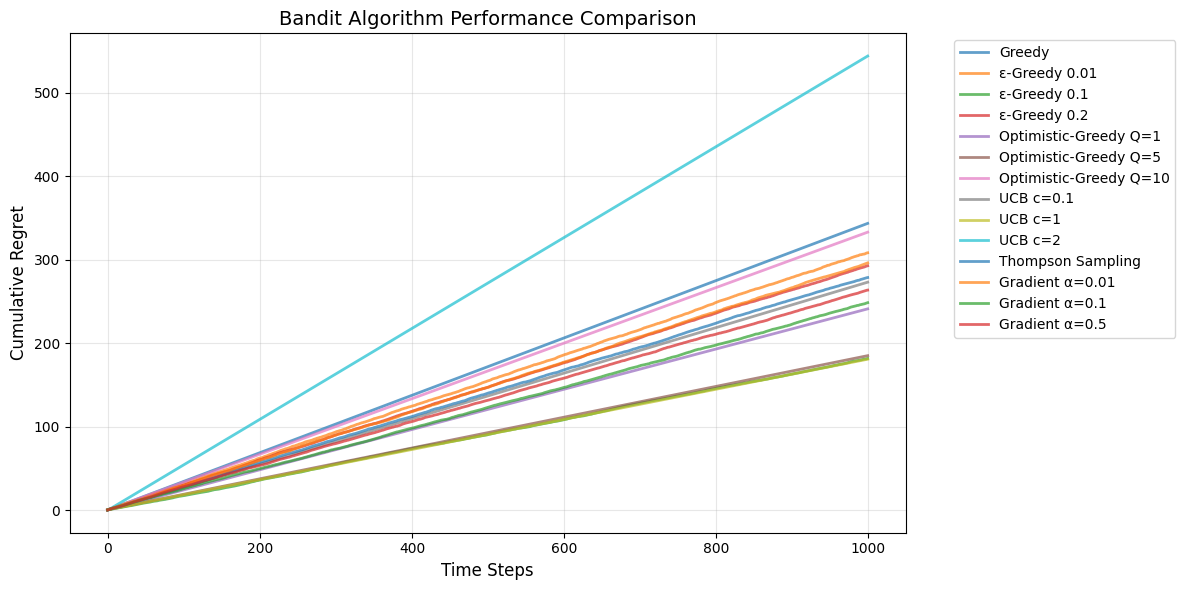 Bandit Algorithm Performance Comparison
Cumulative Regret
500
400
300
200
100
0
0 200 400 600 800 1000
Time Steps
Greedy
ε-Greedy 0.01
ε-Greedy 0.1
ε-Greedy 0.2
Optimistic-Greedy Q=1
Optimistic-Greedy Q=5
Optimistic-Greedy Q=10
UCB c=0.1
UCB c=1
UCB c=2
Thompson Sampling
Gradient α=0.01
Gradient α=0.1
Gradient α=0.5